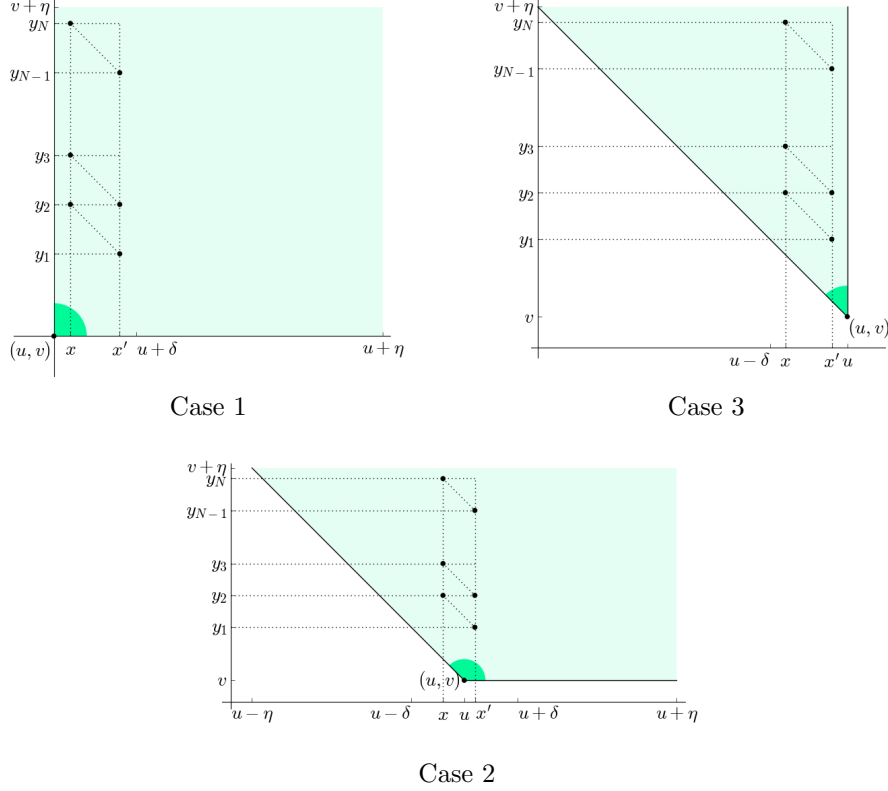 v + η
y_N
y_{N−1}
y_3
y_2
y_1
(u, v)
x
x′
u + δ
u + η
Case 1
v + η
y_N
y_{N−1}
y_3
y_2
y_1
v
(u, v)
u − δ
x
x′
u
Case 3
v + η
y_N
y_{N−1}
y_3
y_2
y_1
v
(u, v)
u − η
u − δ
x
u
x′
u + δ
u + η
Case 2